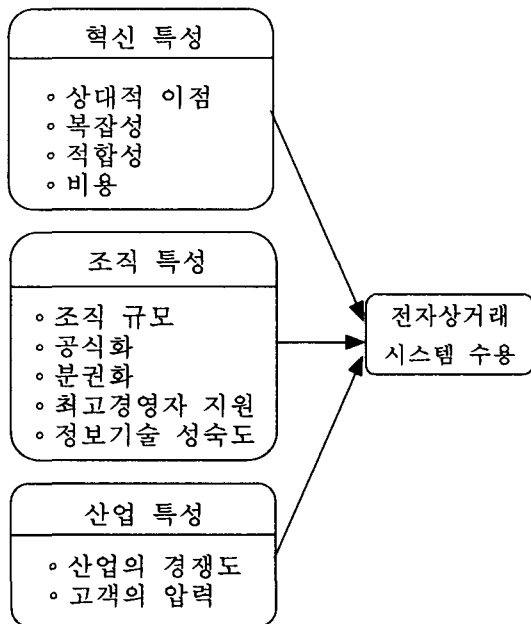 혁신 특성
◦ 상대적 이점
◦ 복잡성
◦ 적합성
◦ 비용
조직 특성
◦ 조직 규모
◦ 공식화
◦ 분권화
◦ 최고경영자 지원
◦ 정보기술 성숙도
산업 특성
◦ 산업의 경쟁도
◦ 고객의 압력
전자상거래
시스템 수용